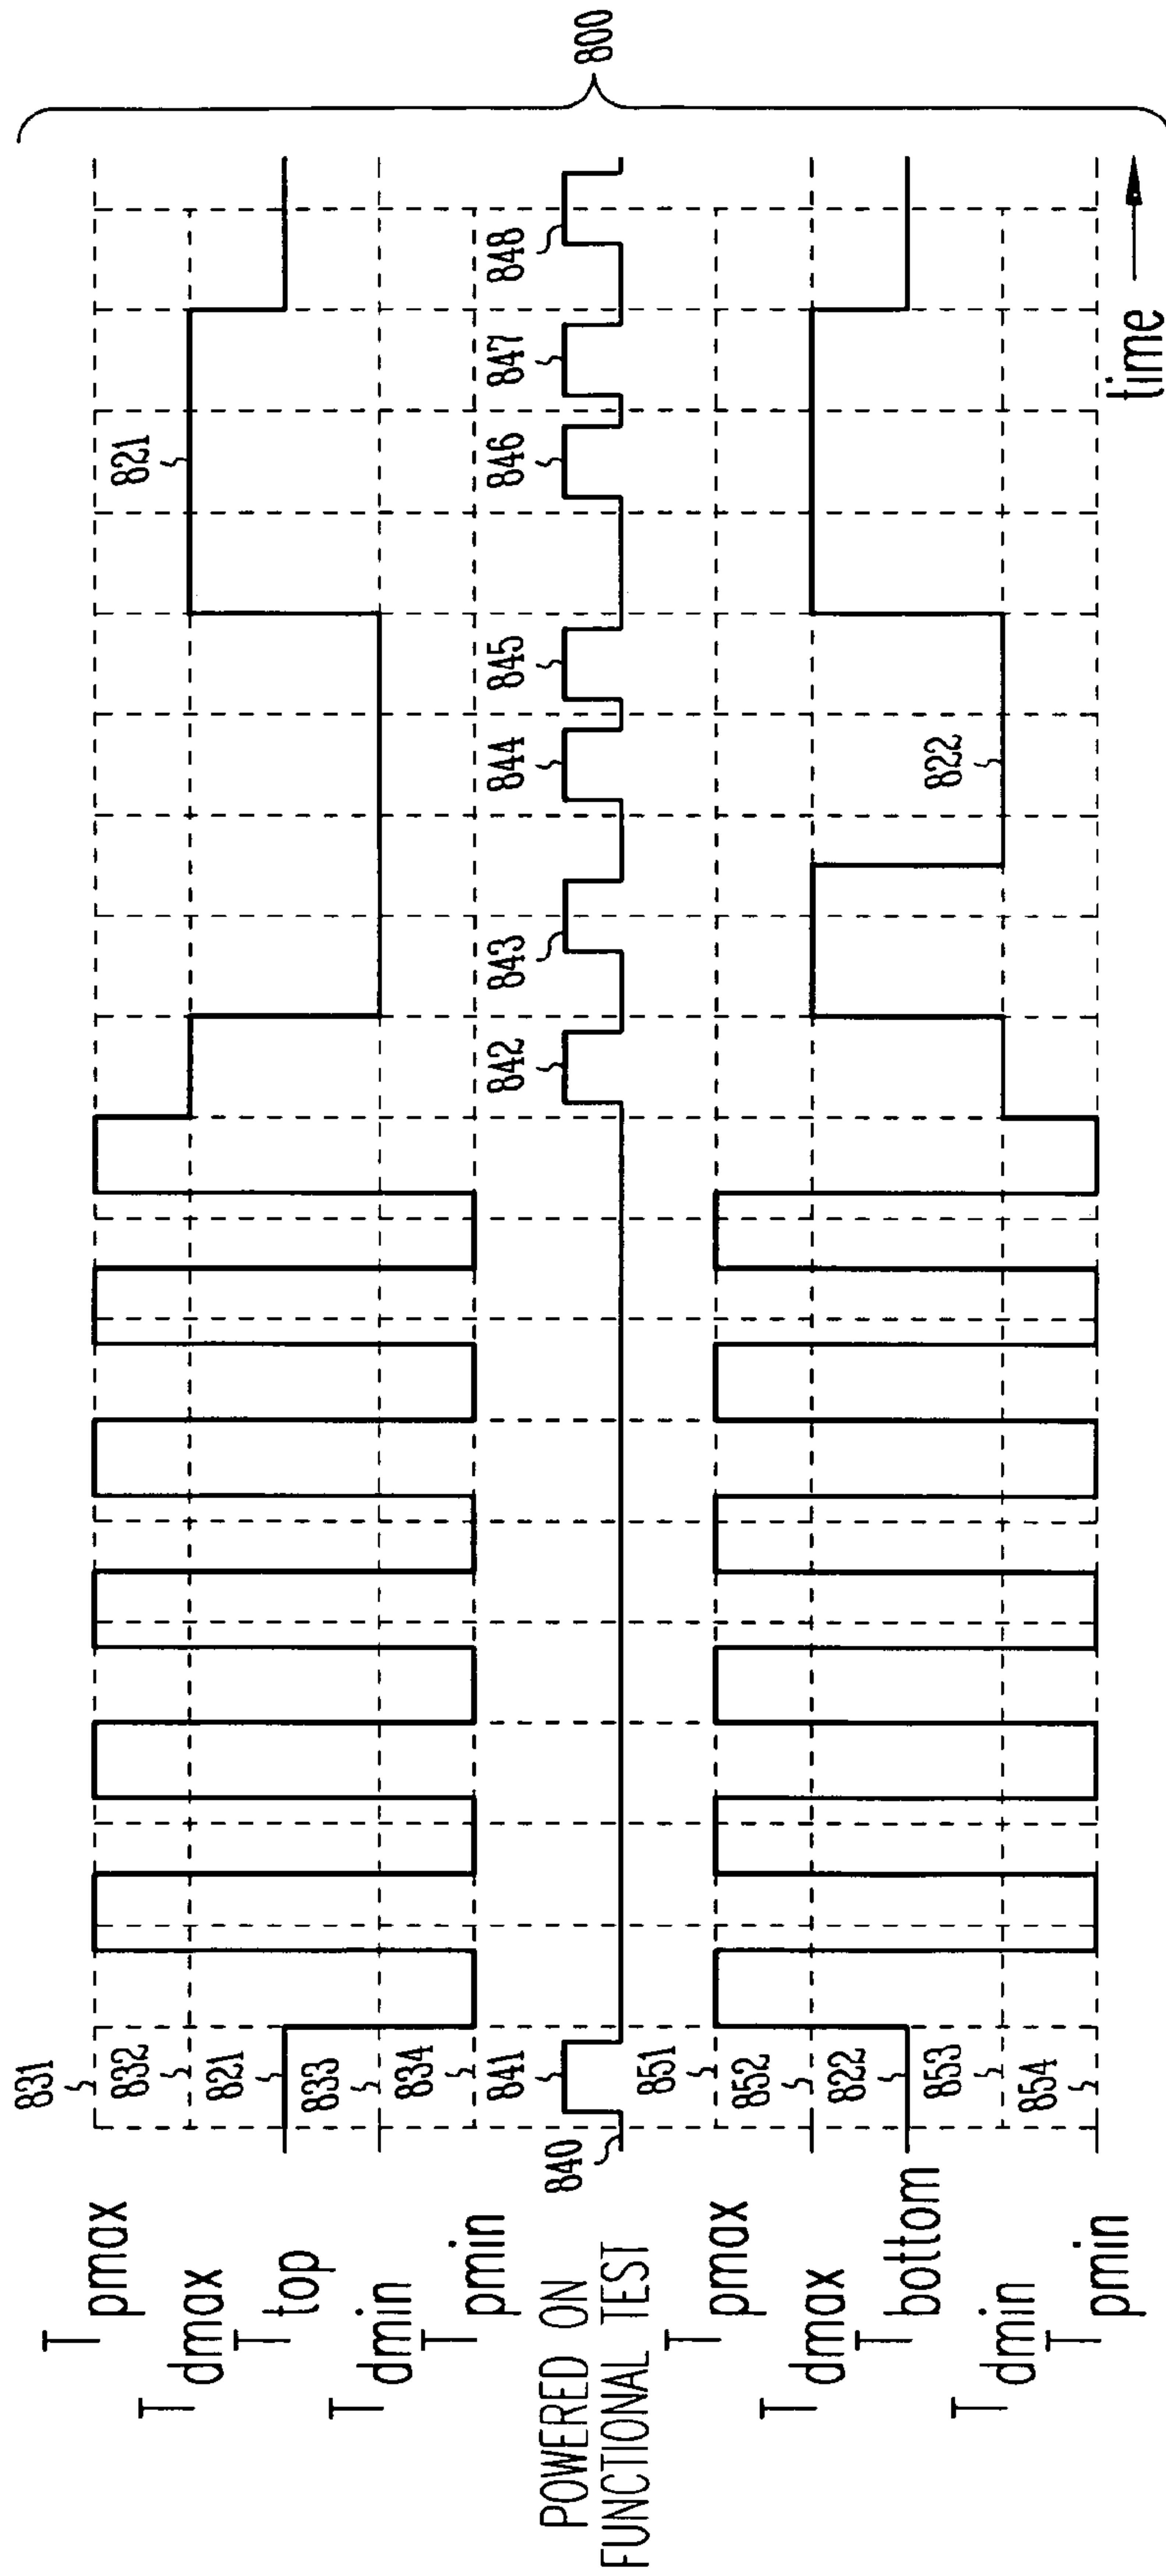 T pmax
T dmax
T top
T dmin
T pmin
POWERED ON
FUNCTIONAL TEST
T pmax
T dmax
T bottom
T dmin
T pmin
831
832
821
833
834
841
840
851
852
822
853
854
842
843
844
845
846
847
848
821
822
time
800